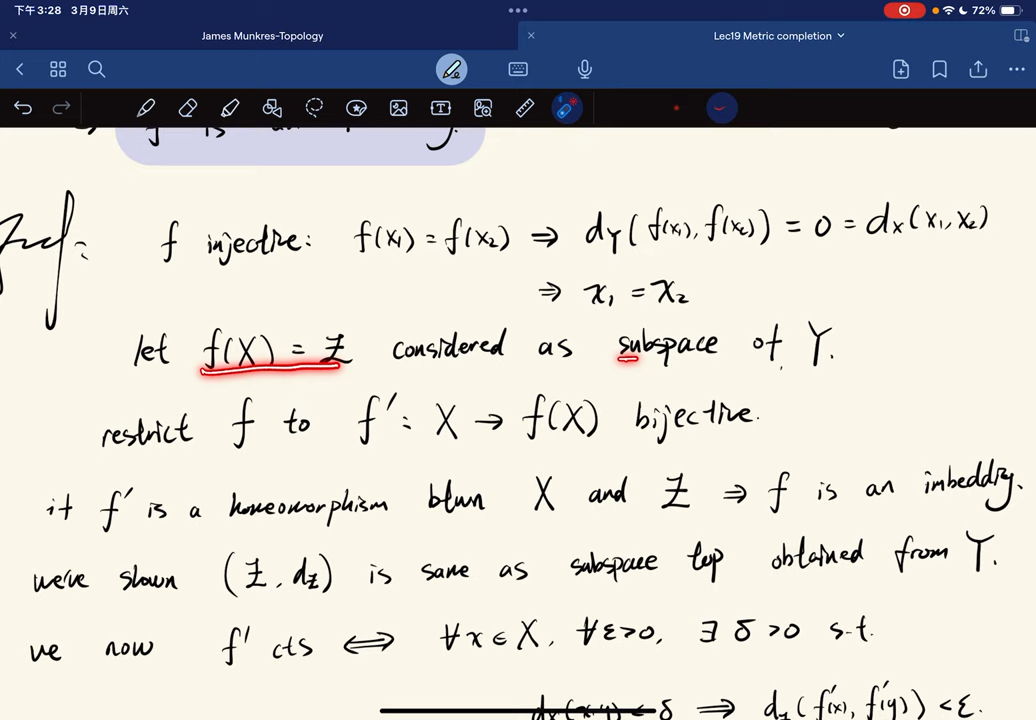 下午3:28 3月9日周六
72%
James Munkres-Topology
Lec19 Metric completion
f is
f injective: f(x₁) = f(x₂) ⇒ d_Y(f(x₁), f(x₂)) = 0 = d_X(x₁, x₂)
⇒ x₁ = x₂
let f(X) = Z considered as subspace of Y.
restrict f to f′: X → f(X) bijective.
if f′ is a homeomorphism btwn X and Z ⇒ f is an imbedding.
we've shown (Z, d_Z) is same as subspace top obtained from Y.
we now f′ cts ⟺ ∀x ∈ X, ∀ε>0, ∃ δ>0 s.t.
d_X(x, y) < δ ⟹ d_Z(f′(x), f′(y)) < ε.